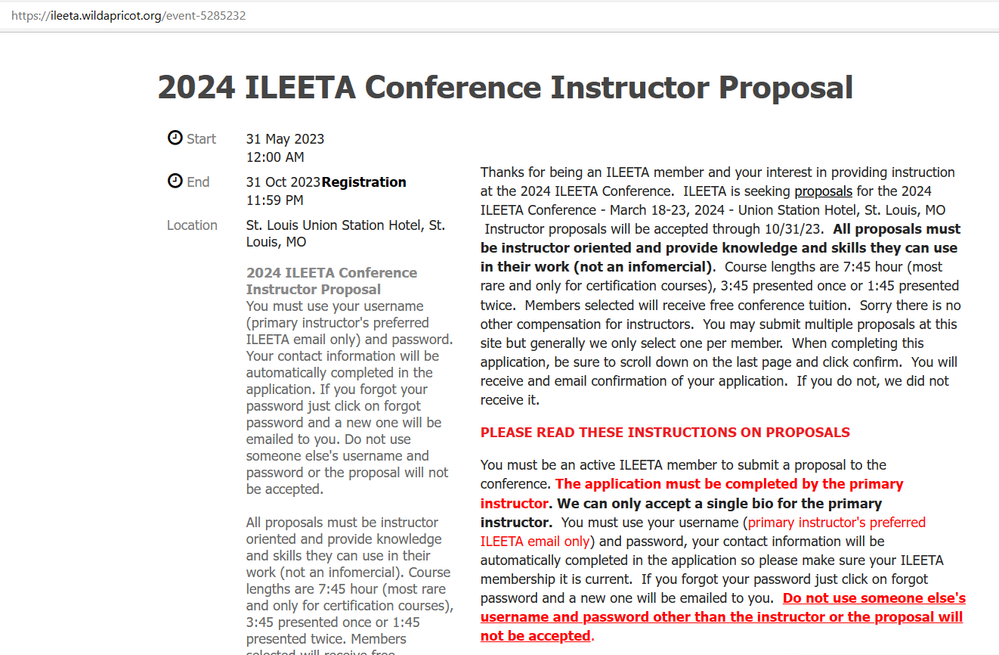 https://ileeta.wildapricot.org/event-5285232
2024 ILEETA Conference Instructor Proposal
Start
31 May 2023
12:00 AM
End
31 Oct 2023Registration
11:59 PM
Location
St. Louis Union Station Hotel, St.
Louis, MO
2024 ILEETA Conference
Instructor Proposal
You must use your username
(primary instructor's preferred
ILEETA email only) and password.
Your contact information will be
automatically completed in the
application. If you forgot your
password just click on forgot
password and a new one will be
emailed to you. Do not use
someone else's username and
password or the proposal will not
be accepted.
All proposals must be instructor
oriented and provide knowledge
and skills they can use in their
work (not an infomercial). Course
lengths are 7:45 hour (most rare
and only for certification courses),
3:45 presented once or 1:45
presented twice. Members
selected will receive free
Thanks for being an ILEETA member and your interest in providing instruction
at the 2024 ILEETA Conference.  ILEETA is seeking proposals for the 2024
ILEETA Conference - March 18-23, 2024 - Union Station Hotel, St. Louis, MO
Instructor proposals will be accepted through 10/31/23.  All proposals must
be instructor oriented and provide knowledge and skills they can use
in their work (not an infomercial).  Course lengths are 7:45 hour (most
rare and only for certification courses), 3:45 presented once or 1:45 presented
twice.  Members selected will receive free conference tuition.  Sorry there is no
other compensation for instructors.  You may submit multiple proposals at this
site but generally we only select one per member.  When completing this
application, be sure to scroll down on the last page and click confirm.  You will
receive and email confirmation of your application.  If you do not, we did not
receive it.
PLEASE READ THESE INSTRUCTIONS ON PROPOSALS
You must be an active ILEETA member to submit a proposal to the
conference. The application must be completed by the primary
instructor. We can only accept a single bio for the primary
instructor.  You must use your username (primary instructor's preferred
ILEETA email only) and password, your contact information will be
automatically completed in the application so please make sure your ILEETA
membership it is current.  If you forgot your password just click on forgot
password and a new one will be emailed to you.  Do not use someone else's
username and password other than the instructor or the proposal will
not be accepted.